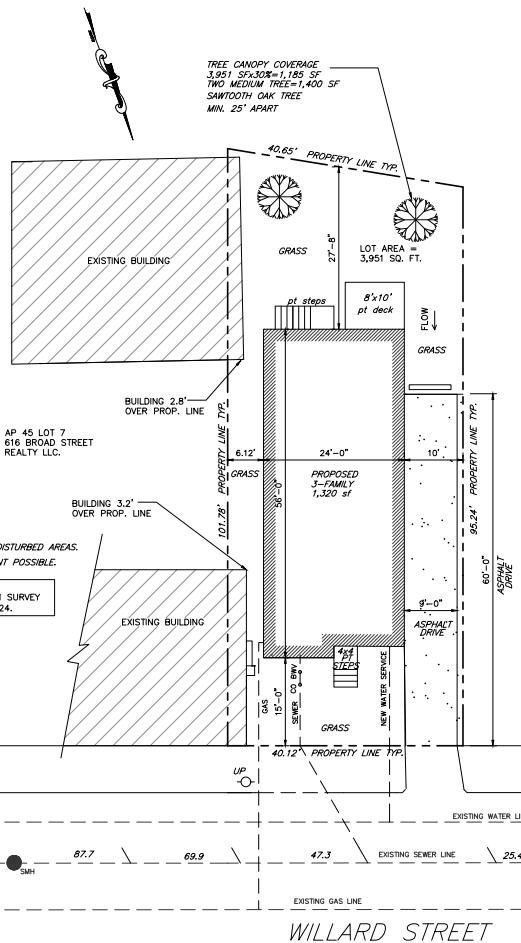 TREE CANOPY COVERAGE
3,951 SFx30%=1,185 SF
TWO MEDIUM TREE=1,400 SF
SAWTOOTH OAK TREE
MIN. 25' APART
40.65' PROPERTY LINE TYP.
EXISTING BUILDING
GRASS
27'-8"
LOT AREA =
3,951 SQ. FT.
pt steps
8'x10'
pt deck
FLOW
GRASS
BUILDING 2.8'
OVER PROP. LINE
AP 45 LOT 7
616 BROAD STREET
REALTY LLC.
101.78' PROPERTY LINE TYP.
6.12'
GRASS
24'-0"
10'
56'-0"
PROPOSED
3-FAMILY
1,320 sf
95.24' PROPERTY LINE TYP.
60'-0"
ASPHALT
DRIVE
BUILDING 3.2'
OVER PROP. LINE
DISTURBED AREAS.
NT POSSIBLE.
SURVEY
24.
EXISTING BUILDING
9'-0"
ASPHALT
DRIVE
4x4
PT
STEPS
GAS
15'-0"
SEWER CO BWV
NEW WATER SERVICE
GRASS
40.12' PROPERTY LINE TYP.
UP
EXISTING WATER LI
87.7
69.9
47.3
EXISTING SEWER LINE
25.4
SMH
EXISTING GAS LINE
WILLARD STREET